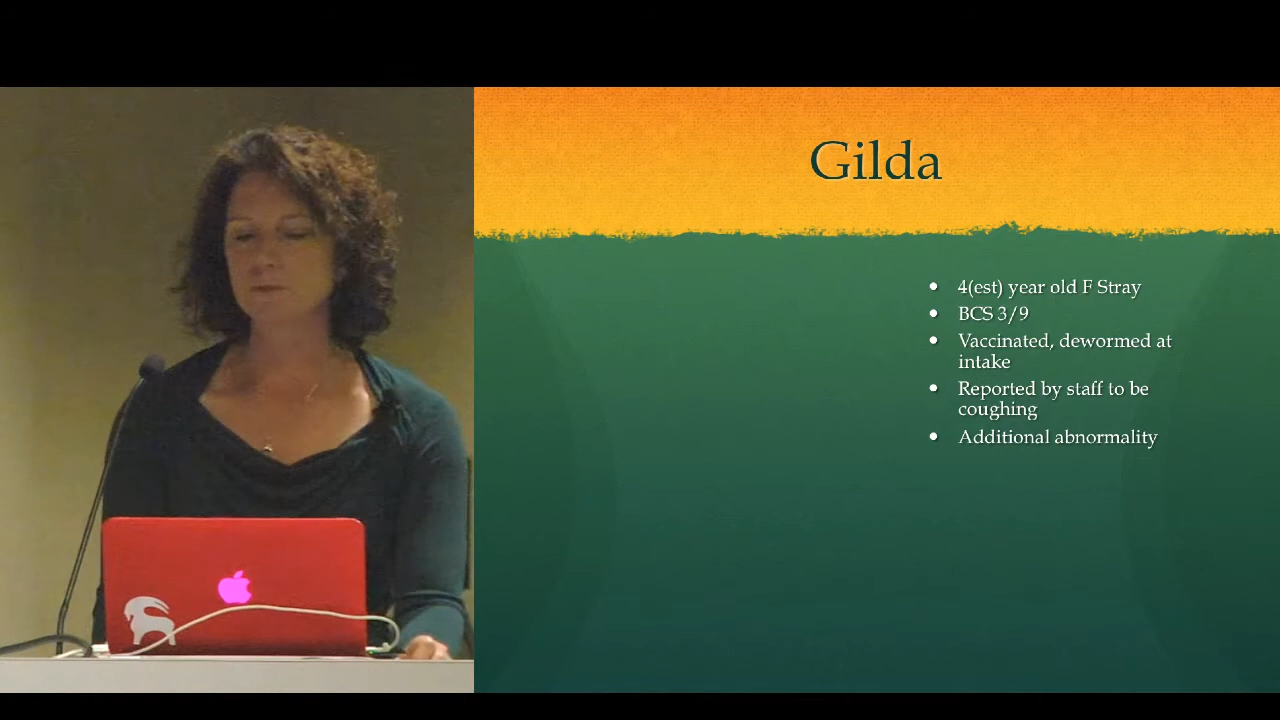 Gilda
• 4(est) year old F Stray
• BCS 3/9
• Vaccinated, dewormed at
intake
• Reported by staff to be
coughing
• Additional abnormality